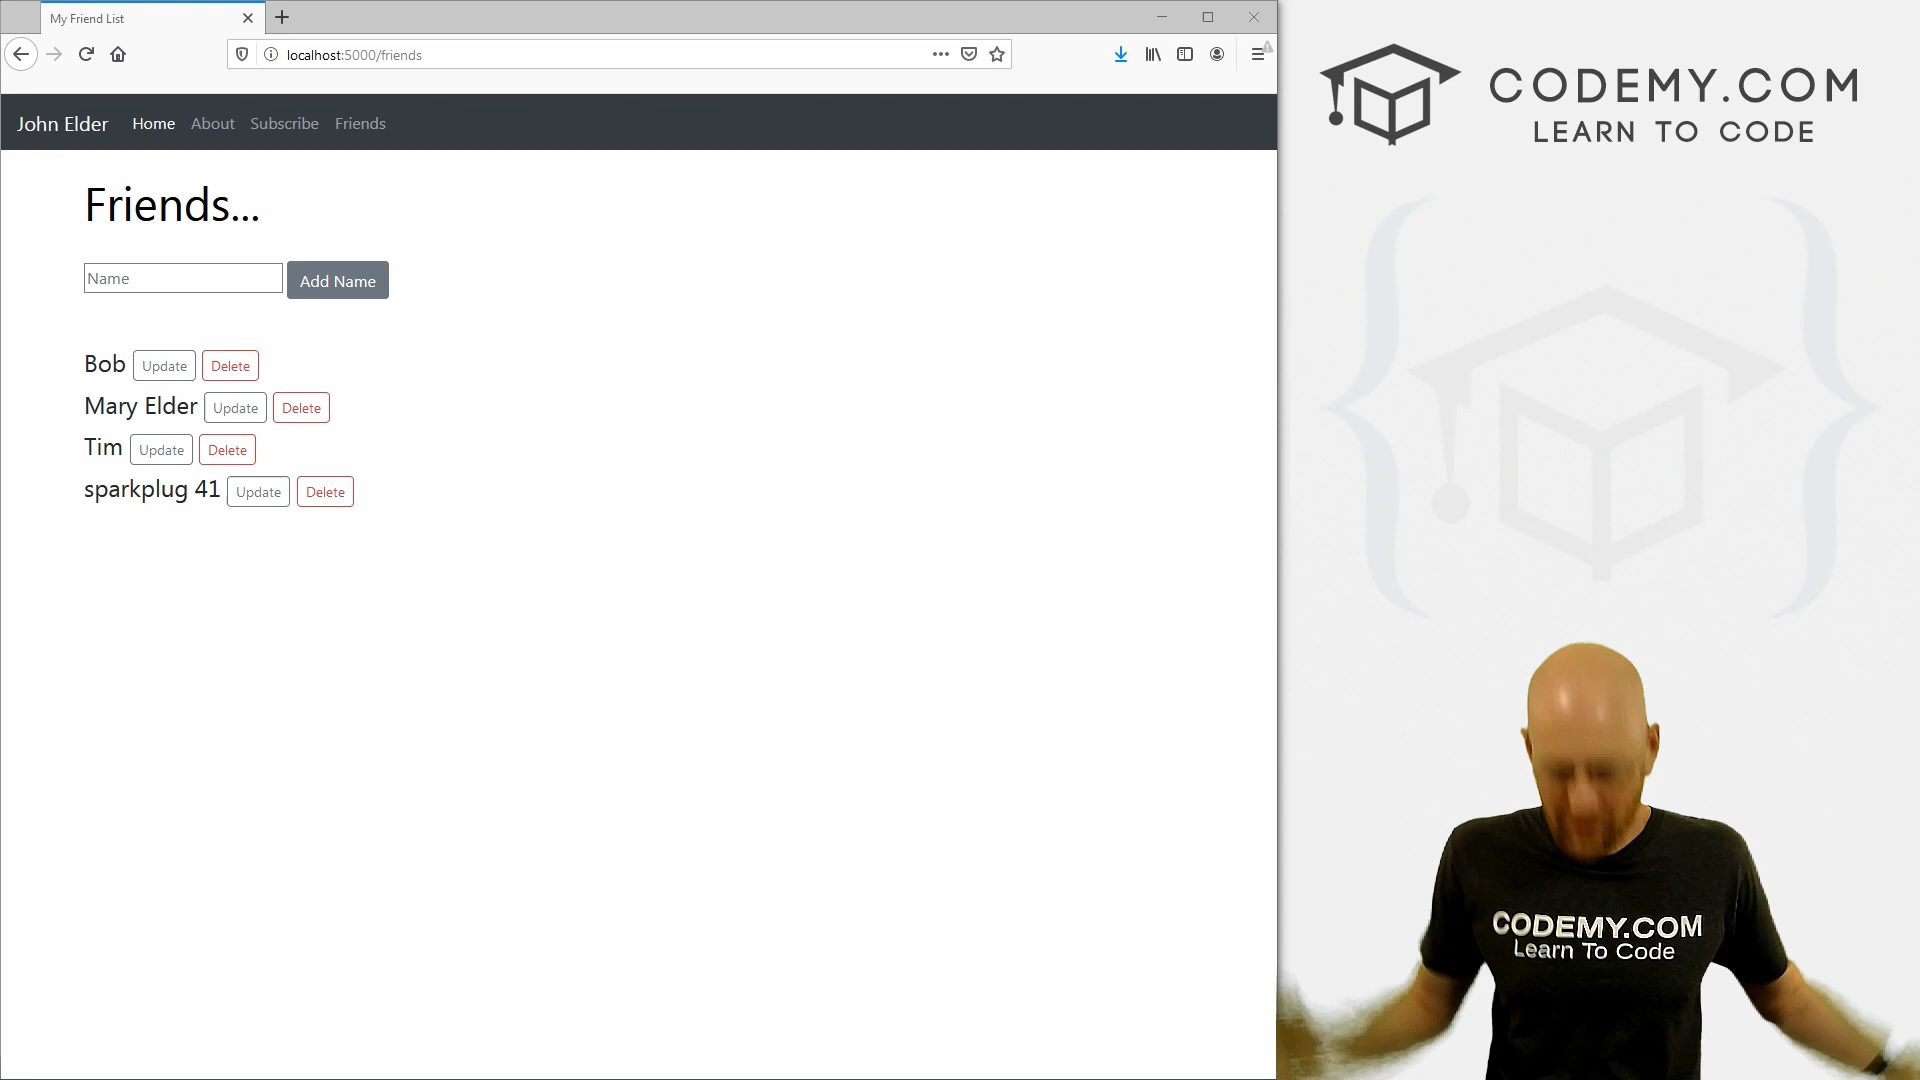 My Friend List
localhost:5000/friends
John Elder Home About Subscribe Friends
Friends...
Name Add Name
Bob Update Delete
Mary Elder Update Delete
Tim Update Delete
sparkplug 41 Update Delete
CODEMY.COM
LEARN TO CODE
CODEMY.COM
Learn To Code